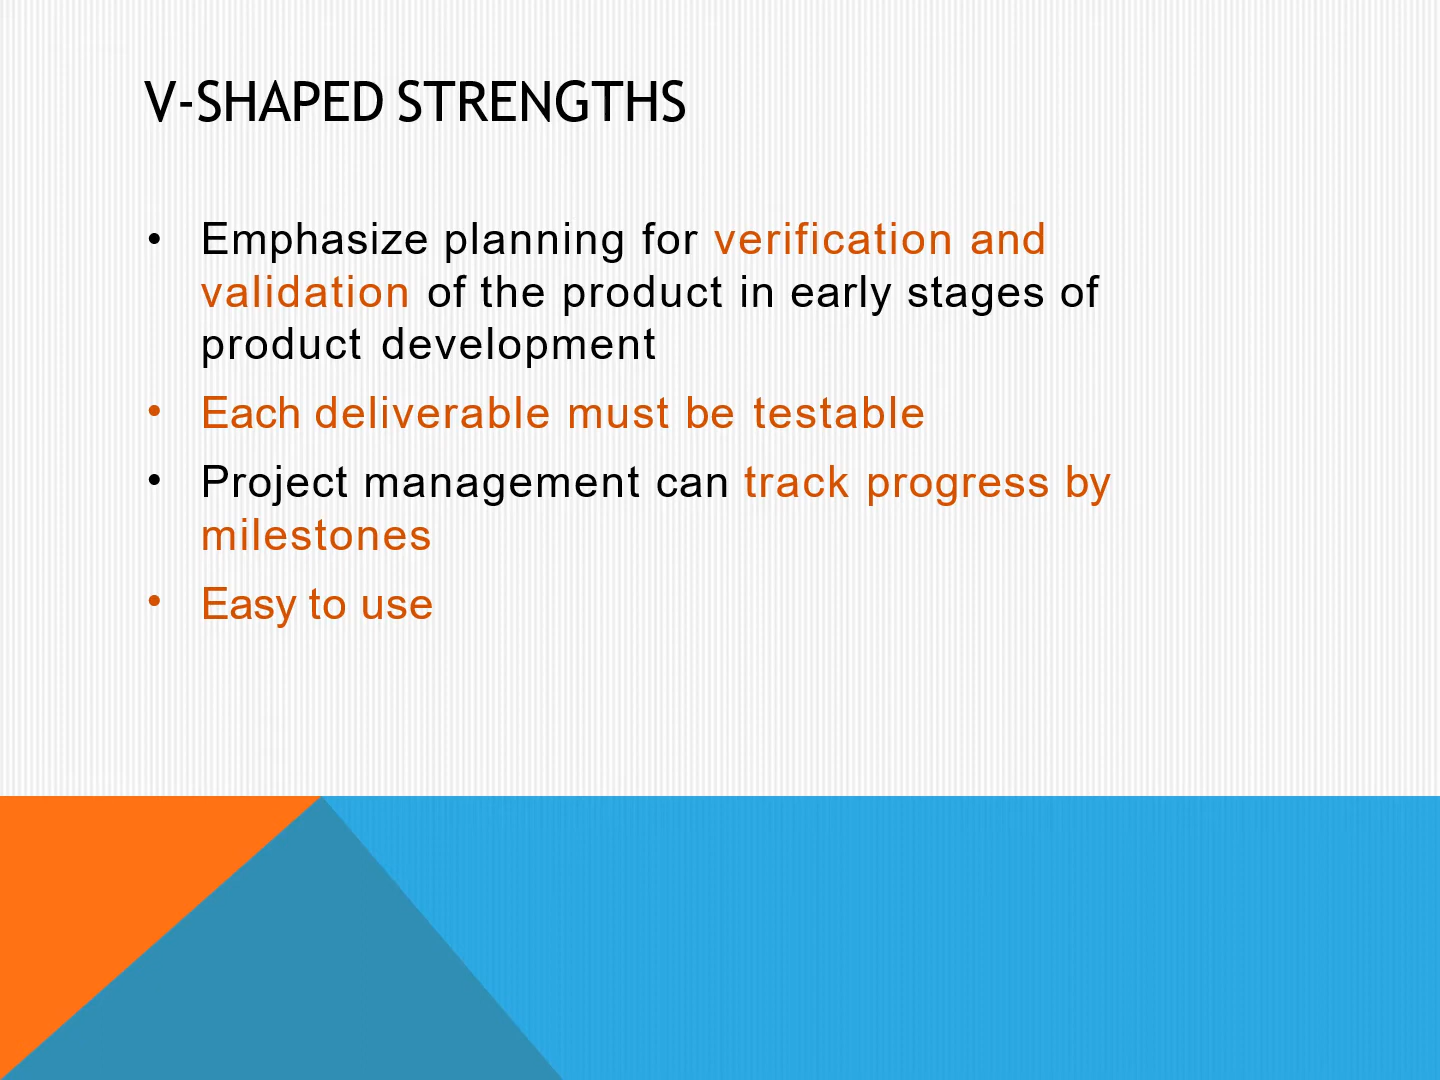 V-SHAPED STRENGTHS
• Emphasize planning for verification and
validation of the product in early stages of
product development
• Each deliverable must be testable
• Project management can track progress by
milestones
• Easy to use